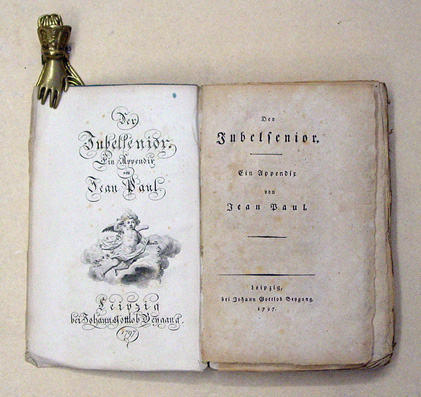 Der
Jubelsenior.
Ein Appendix
von
Jean Paul.
Leipzig
bei Johann Gottlob Beygang.
1797
Der
Jubelsenior.
Ein Appendix
von
Jean Paul.
Leipzig,
bei Johann Gottlob Beygang.
1797.